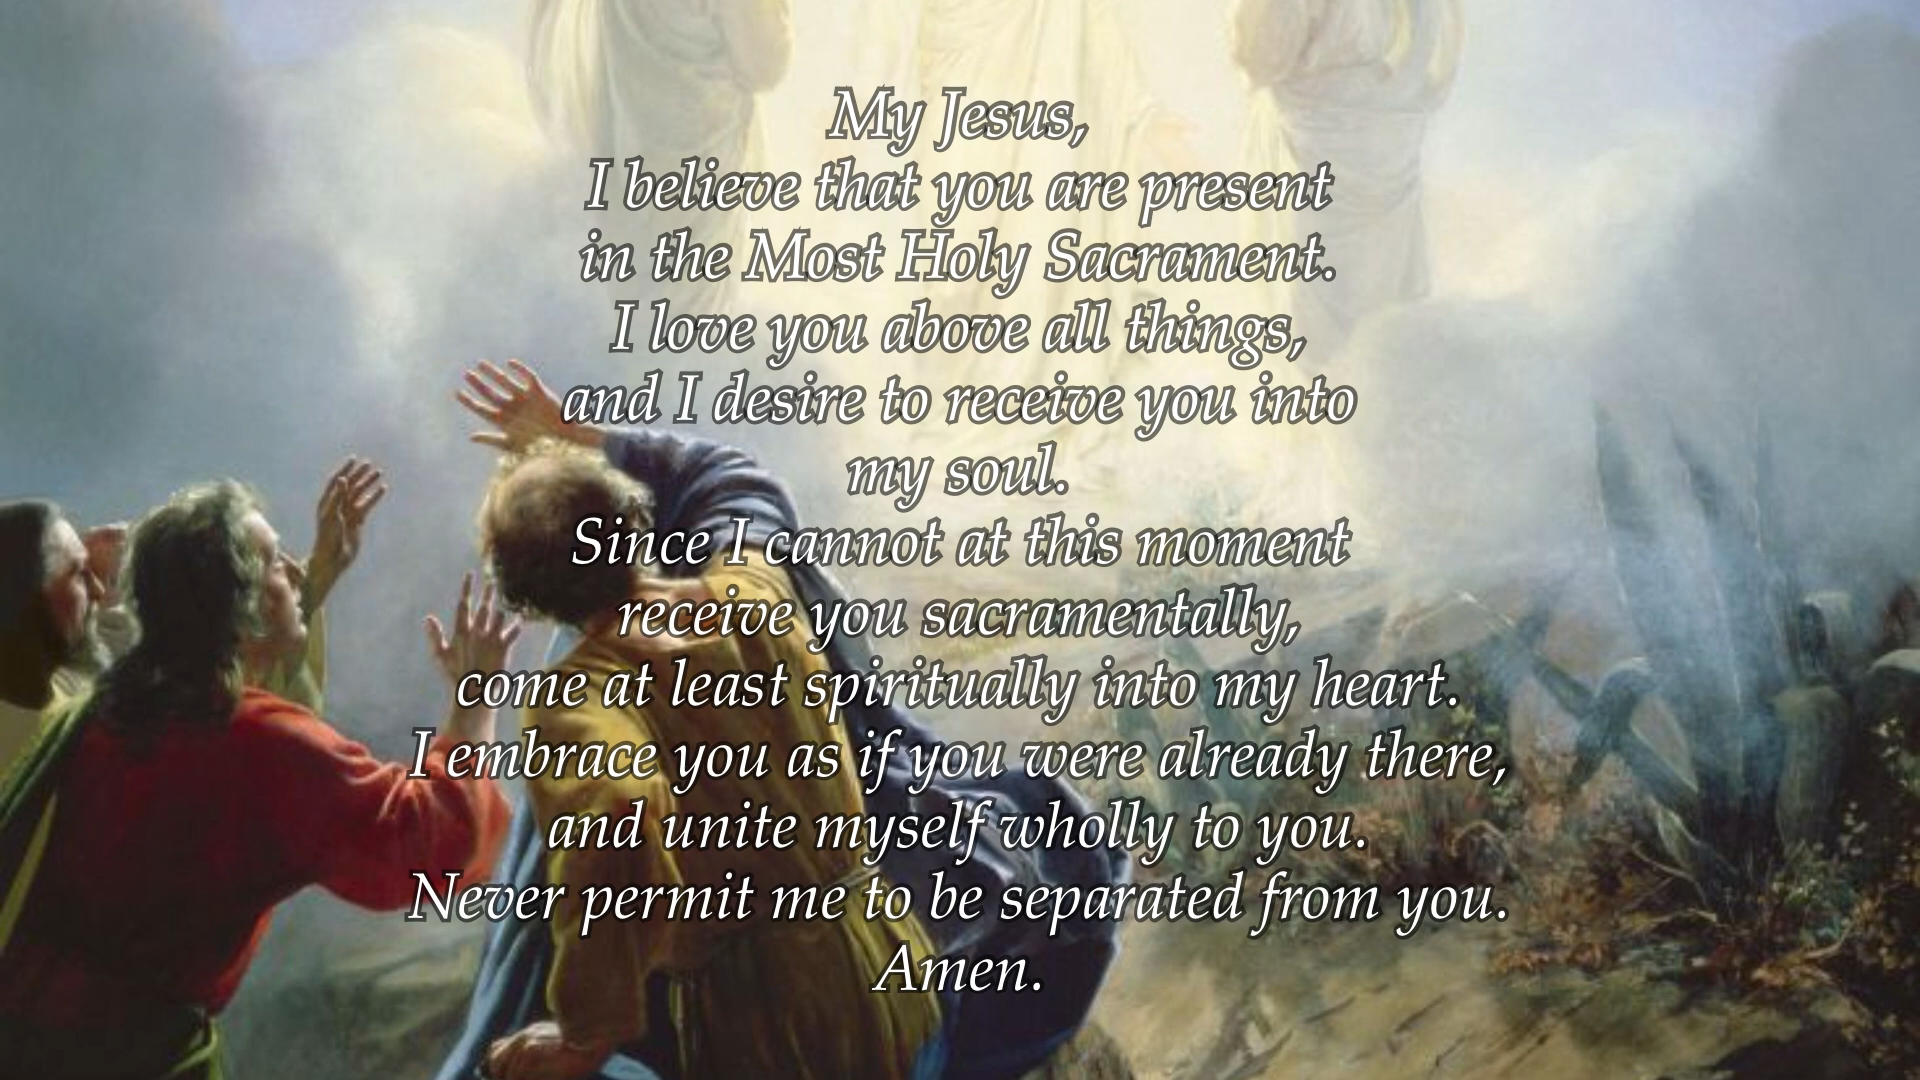 My Jesus,
I believe that you are present
in the Most Holy Sacrament.
I love you above all things,
and I desire to receive you into
my soul.
Since I cannot at this moment
receive you sacramentally,
come at least spiritually into my heart.
I embrace you as if you were already there,
and unite myself wholly to you.
Never permit me to be separated from you.
Amen.